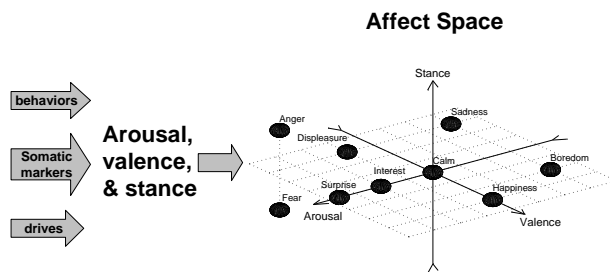 Affect Space
behaviors
Somatic
markers
drives
Arousal,
valence,
& stance
Stance
Anger
Sadness
Displeasure
Calm
Boredom
Interest
Surprise
Happiness
Fear
Arousal
Valence